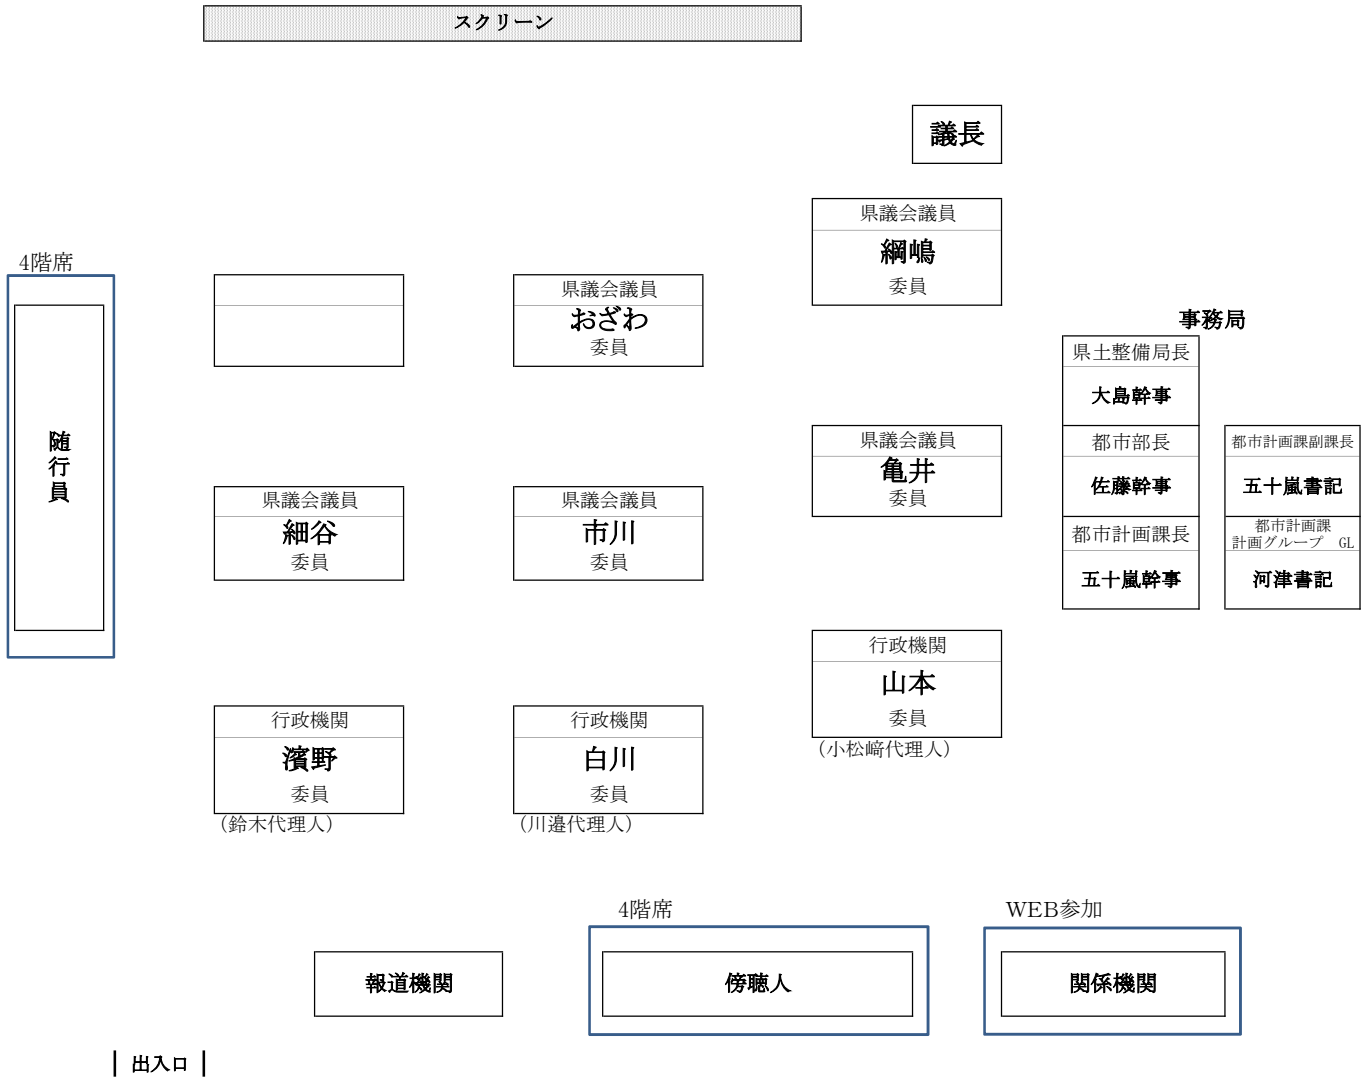 スクリーン
議長
県議会議員
綱嶋
委員
4階席
随行員
県議会議員
おざわ
委員
事務局
県土整備局長
大島幹事
県議会議員
亀井
委員
都市部長
佐藤幹事
都市計画課副課長
五十嵐書記
県議会議員
細谷
委員
県議会議員
市川
委員
都市計画課長
五十嵐幹事
都市計画課
計画グループ　GL
河津書記
行政機関
山本
委員
（小松﨑代理人）
行政機関
濱野
委員
（鈴木代理人）
行政機関
白川
委員
（川邉代理人）
4階席
WEB参加
報道機関
傍聴人
関係機関
出入口